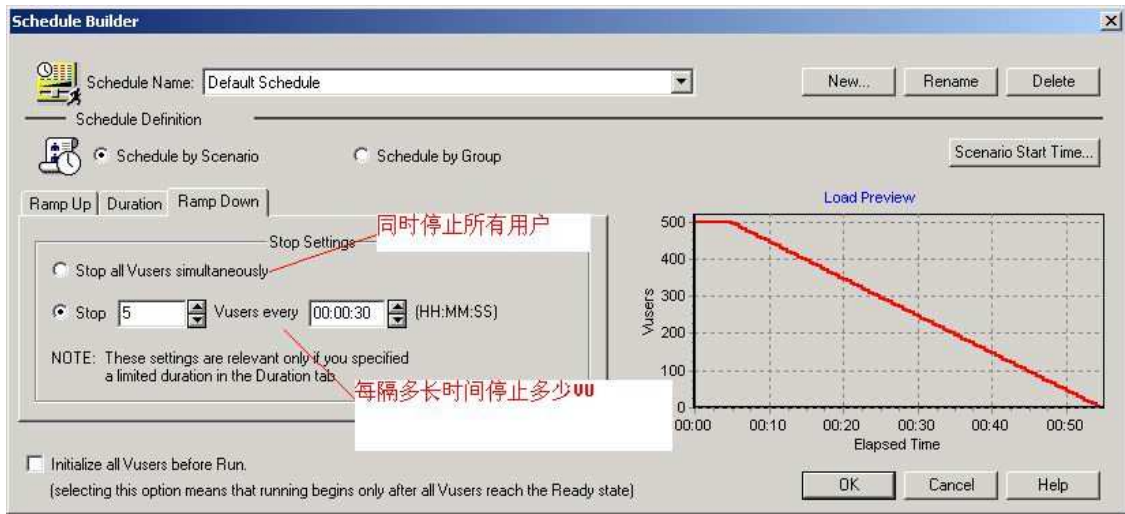 Schedule Builder
Schedule Name: Default Schedule
New... Rename Delete
Schedule Definition
Schedule by Scenario Schedule by Group
Scenario Start Time...
Ramp Up Duration Ramp Down
同时停止所有用户
Stop Settings
Stop all Vusers simultaneously
Stop 5 Vusers every 00:00:30 (HH:MM:SS)
NOTE: These settings are relevant only if you specified
a limited duration in the Duration tab
每隔多长时间停止多少VU
Load Preview
Vusers
500
400
300
200
100
0
00:00 00:10 00:20 00:30 00:40 00:50
Elapsed Time
Initialize all Vusers before Run.
(selecting this option means that running begins only after all Vusers reach the Ready state)
OK Cancel Help